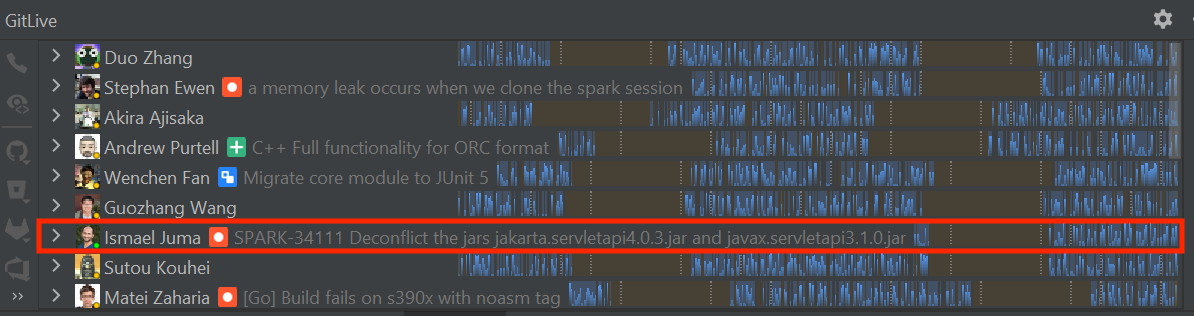 GitLive
Duo Zhang
Stephan Ewen a memory leak occurs when we clone the spark session
Akira Ajisaka
Andrew Purtell C++ Full functionality for ORC format
Wenchen Fan Migrate core module to JUnit 5
Guozhang Wang
Ismael Juma SPARK-34111 Deconflict the jars jakarta.servletapi4.0.3.jar and javax.servletapi3.1.0.jar
Sutou Kouhei
Matei Zaharia [Go] Build fails on s390x with noasm tag